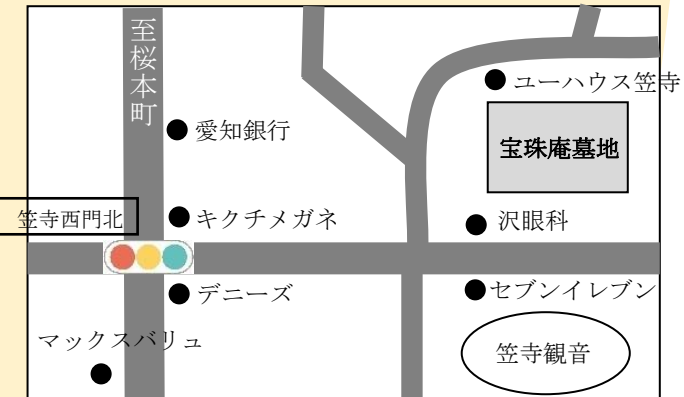 至桜本町
ユーハウス笠寺
愛知銀行
宝珠庵墓地
笠寺西門北
キクチメガネ
沢眼科
デニーズ
セブンイレブン
マックスバリュ
笠寺観音